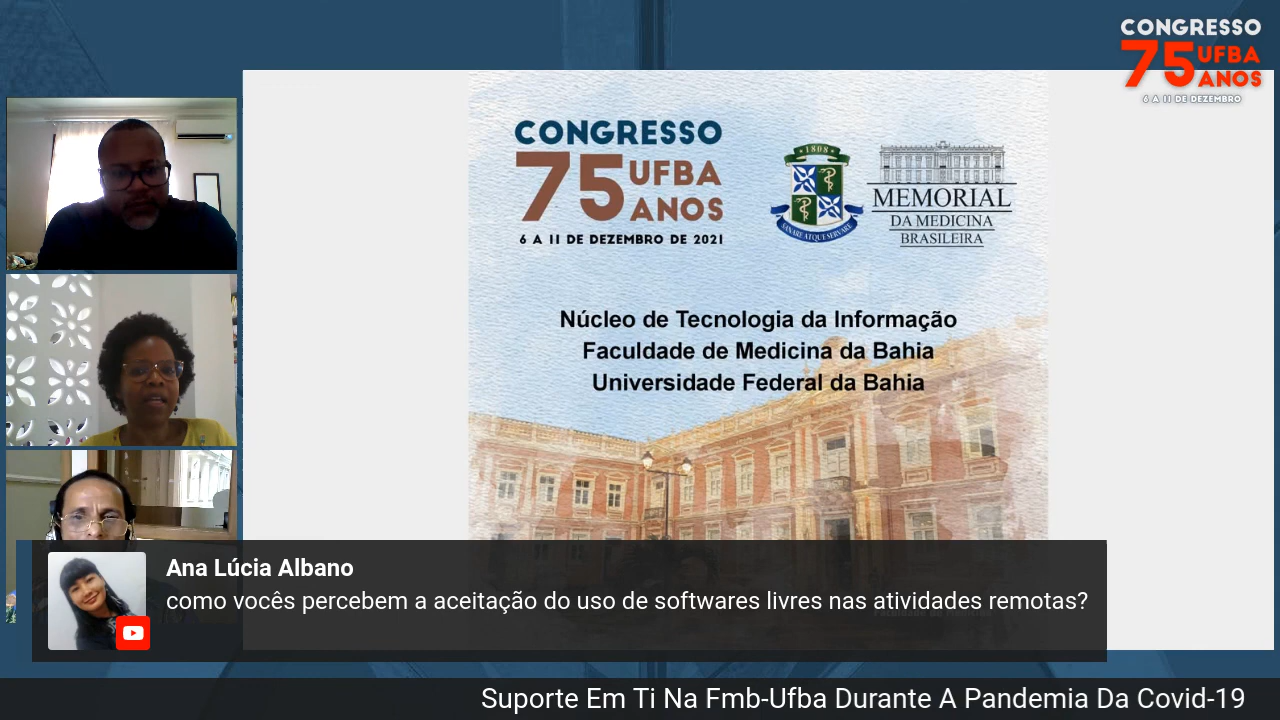 CONGRESSO
75 UFBA
ANOS
6 A 11 DE DEZEMBRO
CONGRESSO
75 UFBA
ANOS
6 A 11 DE DEZEMBRO DE 2021
1808
SANARE ATQUE SERVARE
MEMORIAL
DA MEDICINA
BRASILEIRA
Núcleo de Tecnologia da Informação
Faculdade de Medicina da Bahia
Universidade Federal da Bahia
Ana Lúcia Albano
como vocês percebem a aceitação do uso de softwares livres nas atividades remotas?
Suporte Em Ti Na Fmb-Ufba Durante A Pandemia Da Covid-19